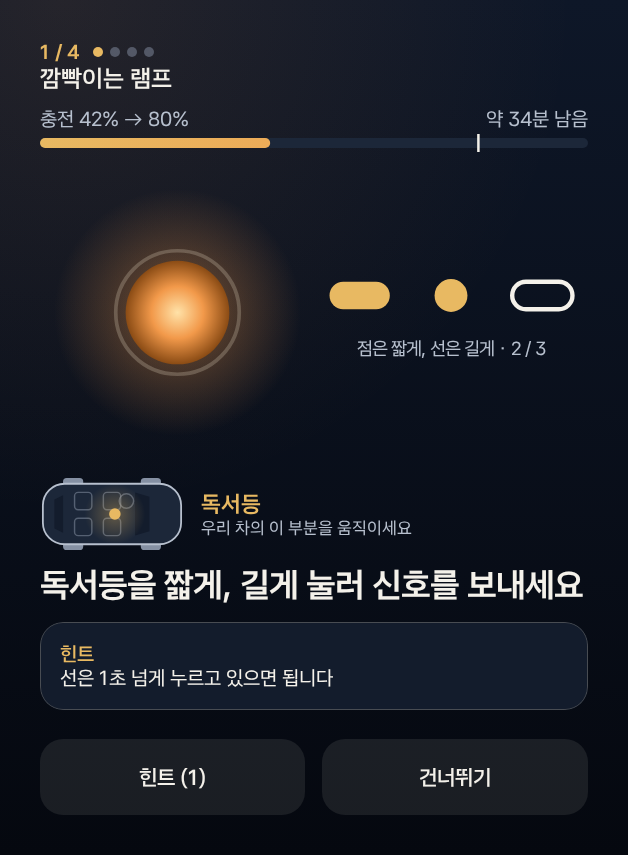 1 / 4
깜빡이는 램프
충전 42% → 80%
약 34분 남음
점은 짧게, 선은 길게 · 2 / 3
독서등
우리 차의 이 부분을 움직이세요
독서등을 짧게, 길게 눌러 신호를 보내세요
힌트
선은 1초 넘게 누르고 있으면 됩니다
힌트 (1)
건너뛰기